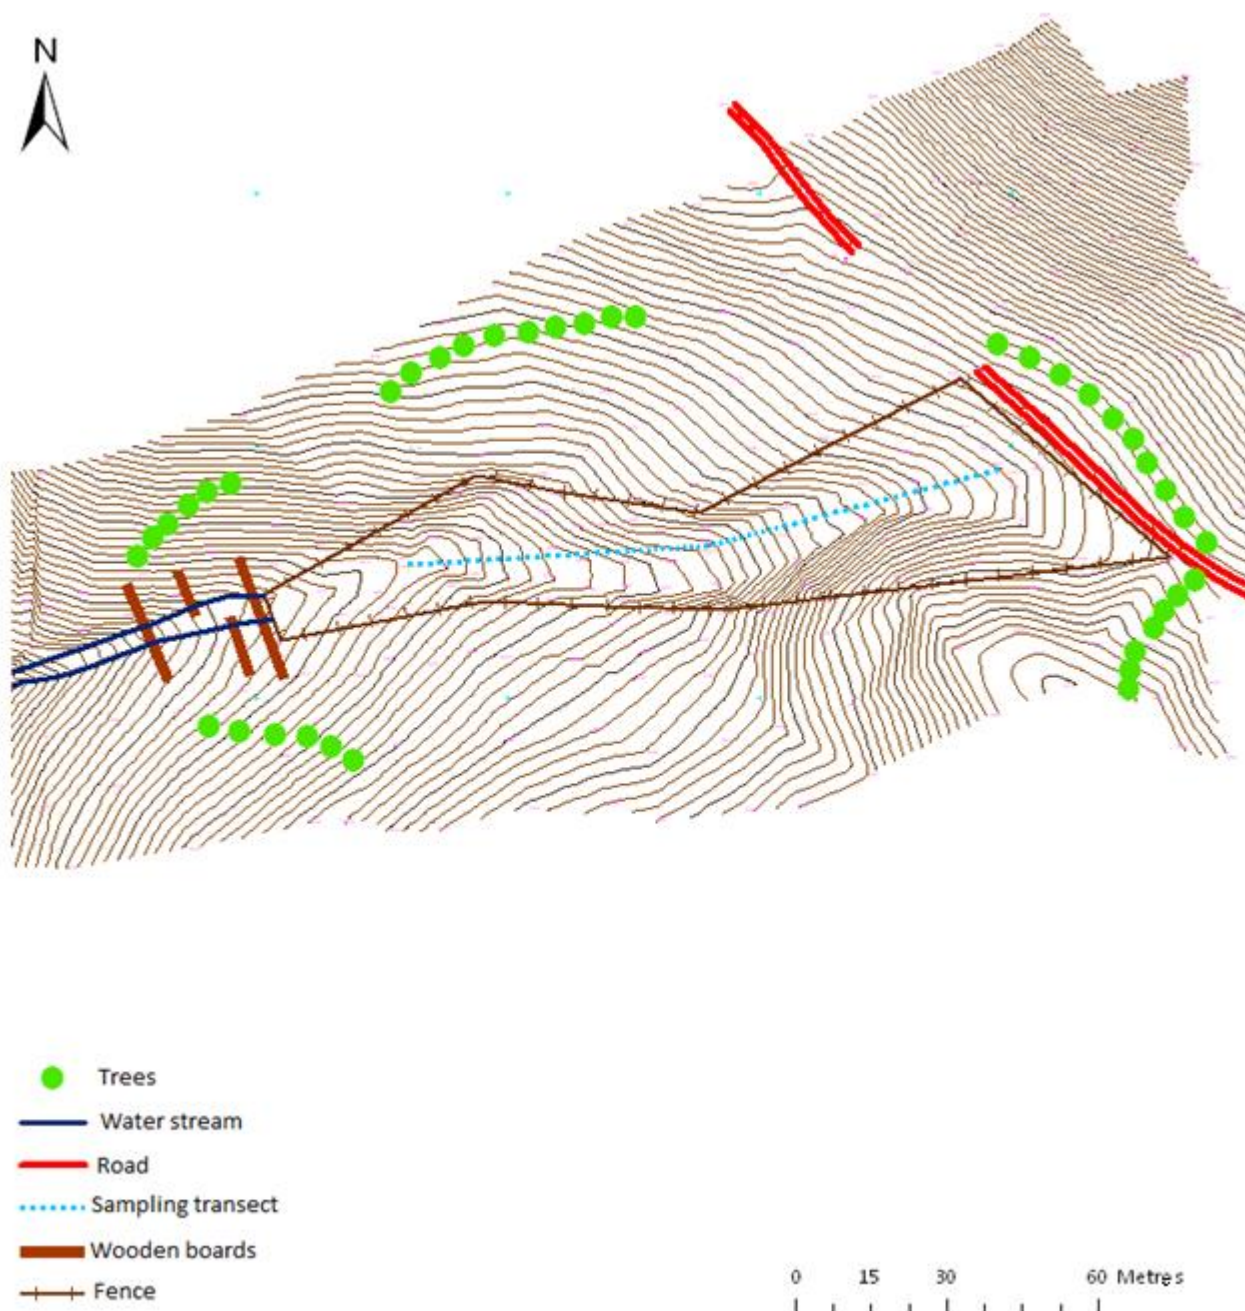 N
Trees
Water stream
Road
Sampling transect
Wooden boards
Fence
0 15 30 60 Metres